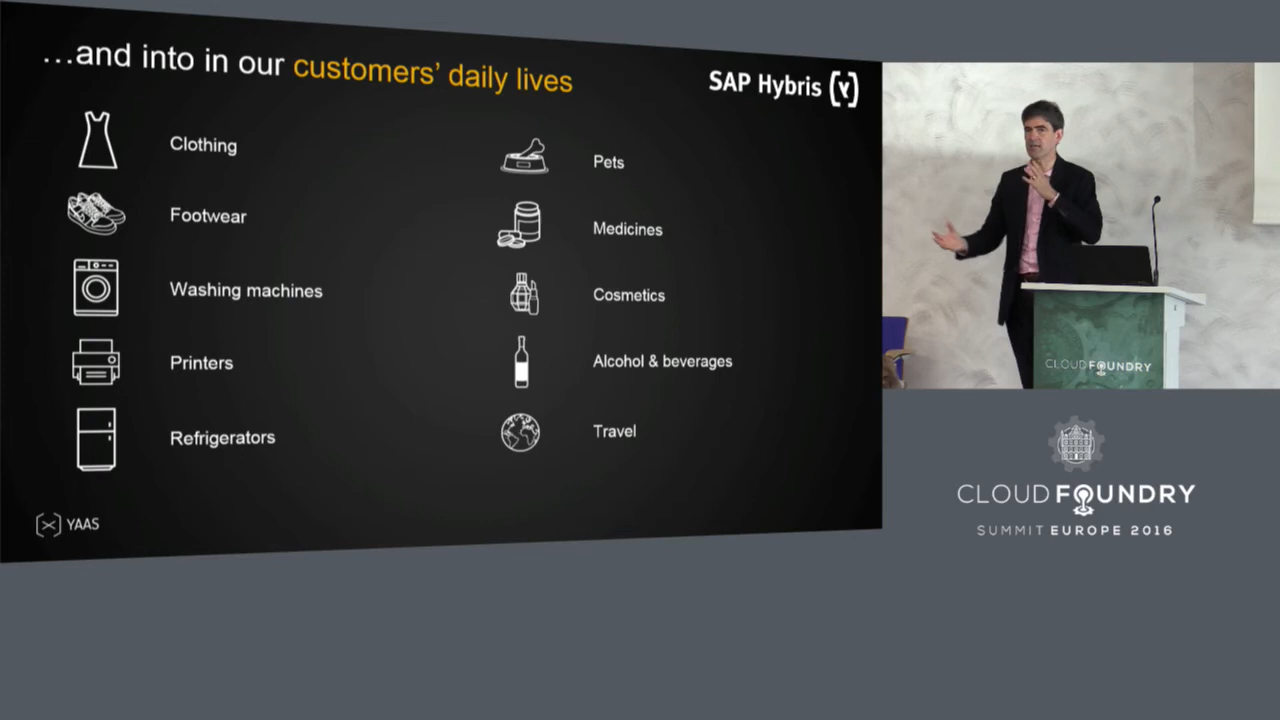 ...and into in our customers' daily lives
SAP Hybris
Clothing
Footwear
Washing machines
Printers
Refrigerators
Pets
Medicines
Cosmetics
Alcohol & beverages
Travel
YAAS
CLOUD FOUNDRY
CLOUD FOUNDRY
SUMMIT EUROPE 2016